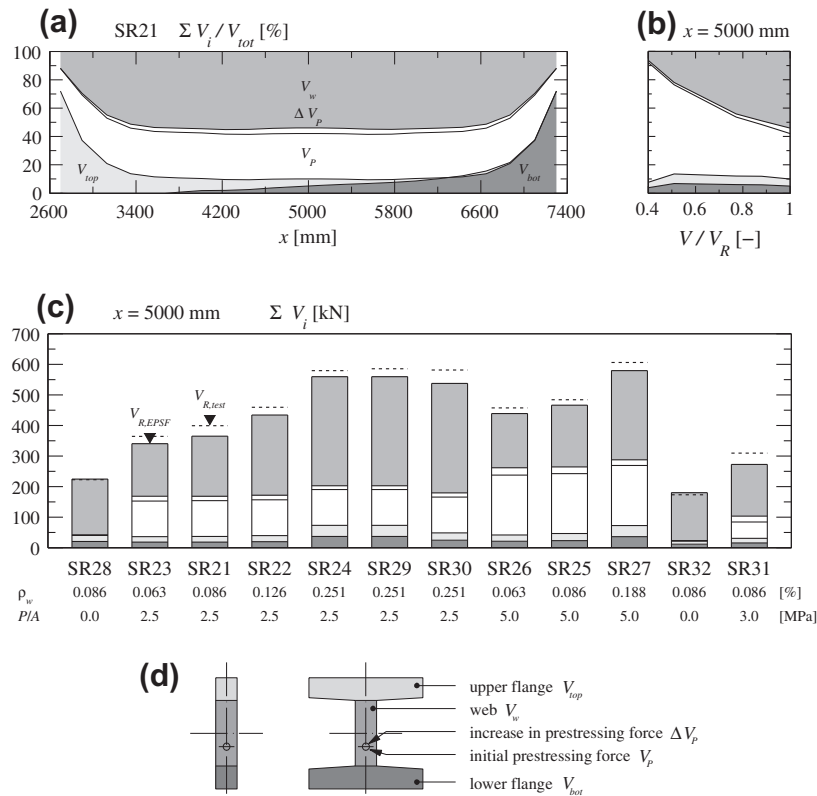 (a) SR21 Σ V_i / V_tot [%]
100
80
60
40
20
0
V_w
Δ V_P
V_P
V_top
V_bot
2600 3400 4200 5000 5800 6600 7400
x [mm]
(b) x = 5000 mm
0.4 0.6 0.8 1
V / V_R [–]
(c) x = 5000 mm Σ V_i [kN]
700
600
500
400
300
200
100
0
V_R,EPSF
V_R,test
SR28 SR23 SR21 SR22 SR24 SR29 SR30 SR26 SR25 SR27 SR32 SR31
ρ_w 0.086 0.063 0.086 0.126 0.251 0.251 0.251 0.063 0.086 0.188 0.086 0.086 [%]
P/A 0.0 2.5 2.5 2.5 2.5 2.5 2.5 5.0 5.0 5.0 0.0 3.0 [MPa]
(d)
upper flange V_top
web V_w
increase in prestressing force ΔV_P
initial prestressing force V_P
lower flange V_bot